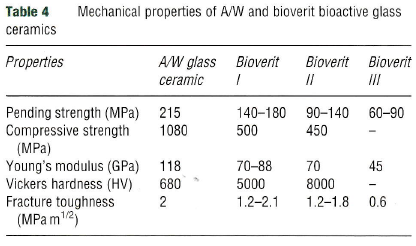 Table 4 Mechanical properties of A/W and bioverit bioactive glass
ceramics
Properties A/W glass Bioverit Bioverit Bioverit
ceramic I II III
Pending strength (MPa) 215 140–180 90–140 60–90
Compressive strength 1080 500 450 –
(MPa)
Young's modulus (GPa) 118 70–88 70 45
Vickers hardness (HV) 680 5000 8000 –
Fracture toughness 2 1.2–2.1 1.2–1.8 0.6
(MPa m^1/2)